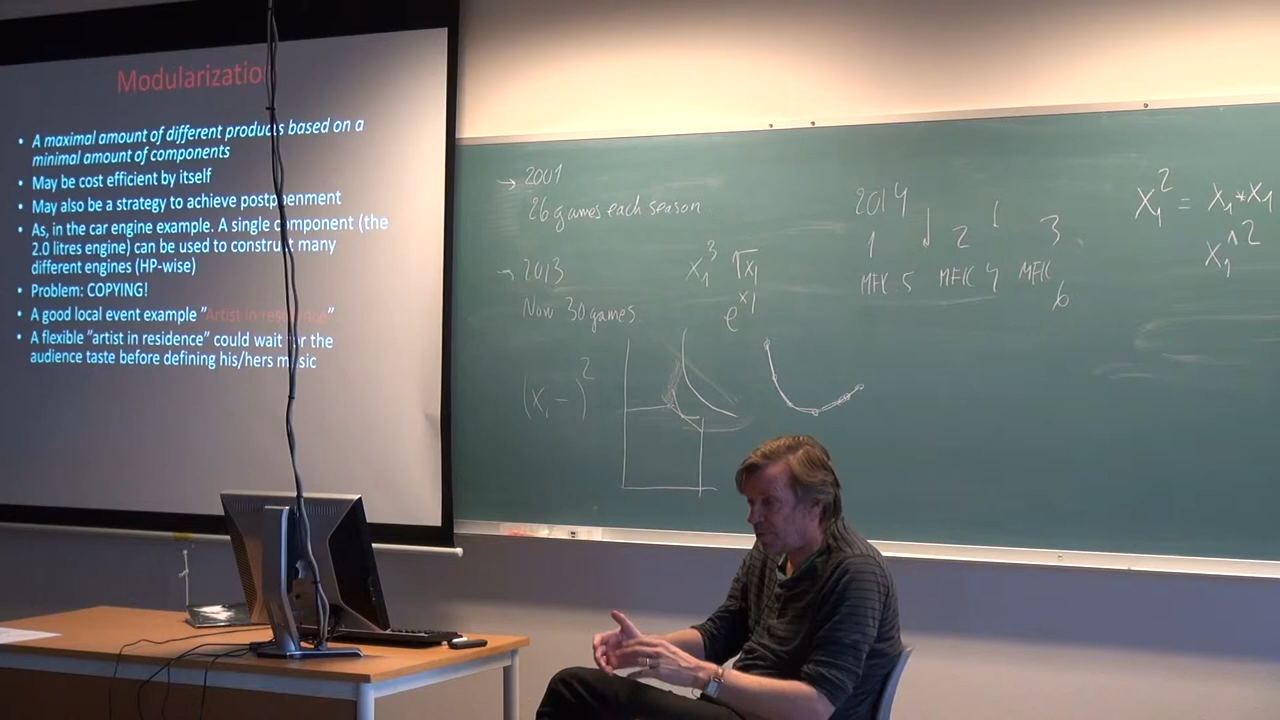 Modularization
• A maximal amount of different products based on a
minimal amount of components
• May be cost efficient by itself
• May also be a strategy to achieve postponement
• As, in the car engine example. A single component (the
2.0 litres engine) can be used to construct many
different engines (HP-wise)
• Problem: COPYING!
• A good local event example "Artist in residence"
• A flexible "artist in residence" could wait for the
audience taste before defining his/hers music
→ 2001
26 games each season
→ 2013
Now 30 games
X₁³ √x₁
e^x₁
(X₁ - )²
2014
1 2 3
MFK 5 MFK 4 MFK
6
X₁² = X₁*X₁
X₁^2